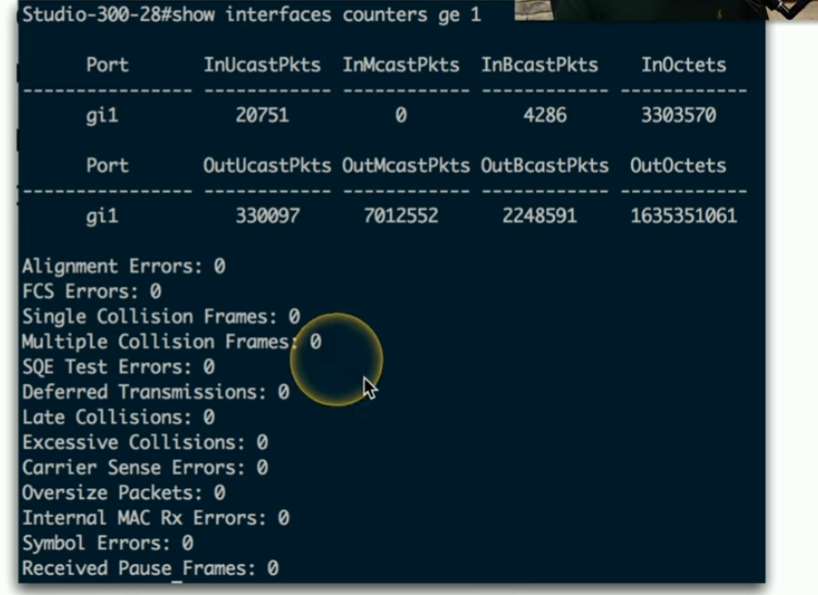 Studio-300-28#show interfaces counters ge 1
Port InUcastPkts InMcastPkts InBcastPkts InOctets
---------------- ------------ ------------ ------------ ------------
gi1 20751 0 4286 3303570
Port OutUcastPkts OutMcastPkts OutBcastPkts OutOctets
---------------- ------------ ------------ ------------ ------------
gi1 330097 7012552 2248591 1635351061
Alignment Errors: 0
FCS Errors: 0
Single Collision Frames: 0
Multiple Collision Frames: 0
SQE Test Errors: 0
Deferred Transmissions: 0
Late Collisions: 0
Excessive Collisions: 0
Carrier Sense Errors: 0
Oversize Packets: 0
Internal MAC Rx Errors: 0
Symbol Errors: 0
Received Pause Frames: 0